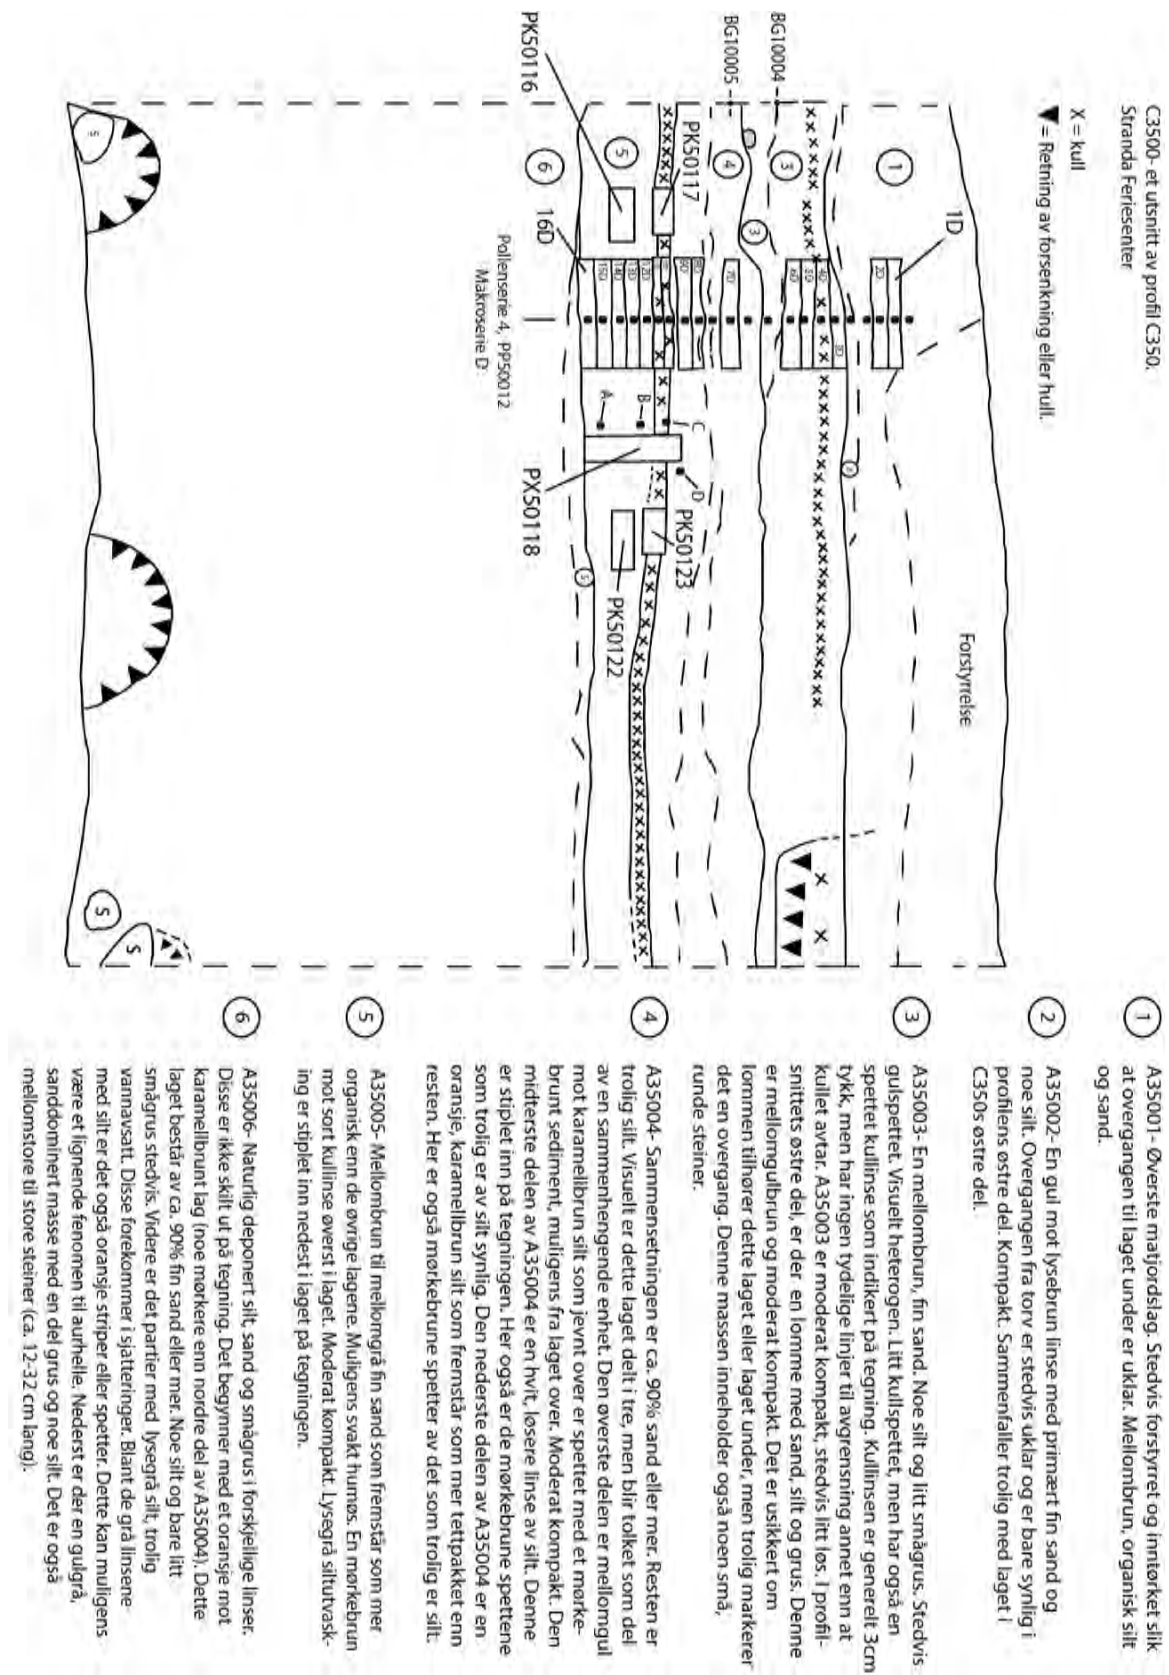 C3500- et utsnitt av profil C350.
Stranda Feriesenter
X = kull
▼ = Retning av forsenkning eller hull.
1D
Forstyrrelse
1
2D
3D
4D
5D
6D
3
3
BG10004
BG10005
4
7D
8D
9D
PK50117
12D
13D
14D
15D
5
6
16D
PK50116
Pollenserie 4, PP50012
Makroserie D
A
B
C
D
PX50118
PK50123
PK50122
S
S
S
S
1
A35001- Øverste matjordslag. Stedvis forstyrret og inntørket slik
at overgangen til laget under er uklar. Mellombrun, organisk silt
og sand.
2
A35002- En gul mot lysebrun linse med primært fin sand og
noe silt. Overgangen fra torv er stedvis uklar og er bare synlig i
profilens østre del. Kompakt. Sammenfaller trolig med laget i
C350s østre del.
3
A35003- En mellombrun, fin sand. Noe silt og litt smågrus. Stedvis
gulspettet. Visuelt heterogen. Litt kullspettet, men har også en
spettet kullinse som indikert på tegning. Kullinsen er generelt 3cm
tykk, men har ingen tydelige linjer til avgrensning annet enn at
kullet avtar. A35003 er moderat kompakt, stedvis litt løs. I profil-
snittets østre del, er der en lomme med sand, silt og grus. Denne
er mellomgulbrun og moderat kompakt. Det er usikkert om
lommen tilhører dette laget eller laget under, men trolig markerer
det en overgang. Denne massen inneholder også noen små,
runde steiner.
4
A35004- Sammensetningen er ca. 90% sand eller mer. Resten er
trolig silt. Visuelt er dette laget delt i tre, men blir tolket som del
av en sammenhengende enhet. Den øverste delen er mellomgul
mot karamelbrun silt som jevnt over er spettet med et mørke-
brunt sediment, muligens fra laget over. Moderat kompakt. Den
midterste delen av A35004 er en hvit, løsere linse av silt. Denne
er stiplet inn på tegningen. Her også er de mørkebrune spettene
som trolig er av silt synlig. Den nederste delen av A35004 er en
oransje, karamellbrun silt som fremstår som mer tettpakket enn
resten. Her er også mørkebrune spetter av det som trolig er silt.
5
A35005- Mellombrun til mellomgrå fin sand som fremstår som mer
organisk enn de øvrige lagene. Muligens svakt humøs. En mørkebrun
mot sort kullinse øverst i laget. Moderat kompakt. Lysegrå siltutvask-
ing er stiplet inn nedest i laget på tegningen.
6
A35006- Naturlig deponert silt, sand og smågrus i forskjellige linser.
Disse er ikke skilt ut på tegning. Det begynner med et oransje mot
karamellbrunt lag (noe mørkere enn nordre del av A35004). Dette
laget består av ca. 90% fin sand eller mer. Noe silt og bare litt
smågrus stedvis. Videre er det partier med lysegrå silt, trolig
vannavsatt. Disse forekommer i sjatteringer. Blant de grå linsene
med silt er det også oransje striper eller spetter. Dette kan muligens
være et lignende fenomen til aurhelle. Nederst er der en gulgrå,
sanddominert masse med en del grus og noe silt. Det er også
mellomstore til store steiner (ca. 12-32 cm lang).